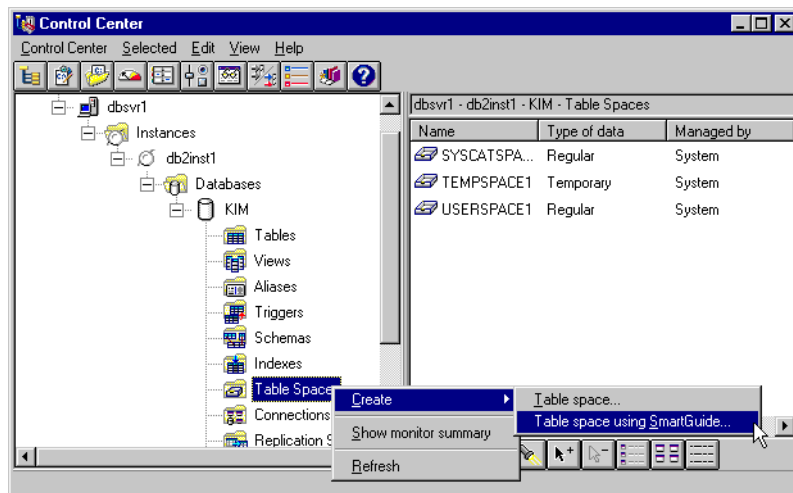 Control Center
Control Center Selected Edit View Help
dbsvr1
Instances
db2inst1
Databases
KIM
Tables
Views
Aliases
Triggers
Schemas
Indexes
Table Space
Connections
Replication S
dbsvr1 - db2inst1 - KIM - Table Spaces
Name Type of data Managed by
SYSCATSPA... Regular System
TEMPSPACE1 Temporary System
USERSPACE1 Regular System
Create
Show monitor summary
Refresh
Table space...
Table space using SmartGuide...